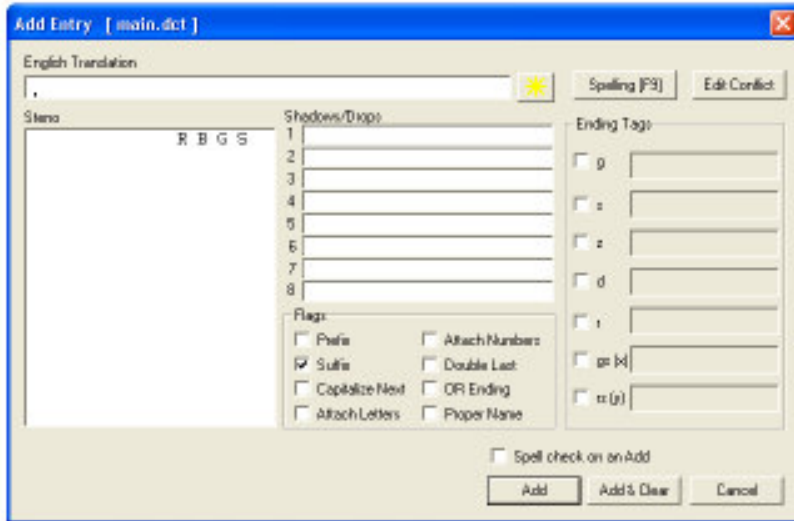 Add Entry [ main.dct ]
English Translation
,
Spelling (F9)
Edit Conflict
Steno
R B G S
Shadows/Drops
1
2
3
4
5
6
7
8
Flags
Prefix
Suffix
Capitalize Next
Attach Letters
Attach Numbers
Double Last
OR Ending
Proper Name
Ending Tags
g
s
z
d
r
gs (x)
rs (y)
Spell check on an Add
Add
Add & Clear
Cancel